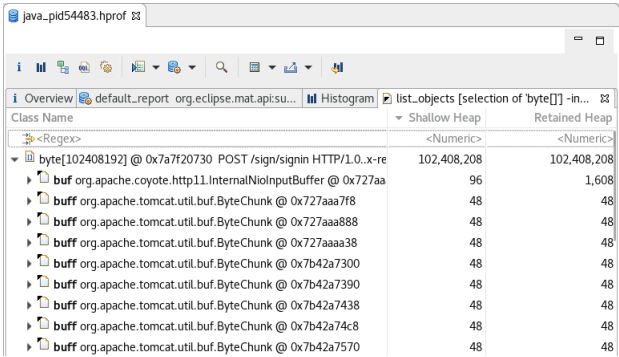 java_pid54483.hprof
i Overview default_report org.eclipse.mat.api:su... Histogram list_objects [selection of 'byte[]'] -in...
Class Name Shallow Heap Retained Heap
<Regex> <Numeric> <Numeric>
byte[102408192] @ 0x7a7f20730 POST /sign/signin HTTP/1.0..x-re 102,408,208 102,408,208
buf org.apache.coyote.http11.InternalNioInputBuffer @ 0x727aa 96 1,608
buff org.apache.tomcat.util.buf.ByteChunk @ 0x727aaa7f8 48 48
buff org.apache.tomcat.util.buf.ByteChunk @ 0x727aaa888 48 48
buff org.apache.tomcat.util.buf.ByteChunk @ 0x727aaaa38 48 48
buff org.apache.tomcat.util.buf.ByteChunk @ 0x7b42a7300 48 48
buff org.apache.tomcat.util.buf.ByteChunk @ 0x7b42a7390 48 48
buff org.apache.tomcat.util.buf.ByteChunk @ 0x7b42a7438 48 48
buff org.apache.tomcat.util.buf.ByteChunk @ 0x7b42a74c8 48 48
buff org.apache.tomcat.util.buf.ByteChunk @ 0x7b42a7570 48 48